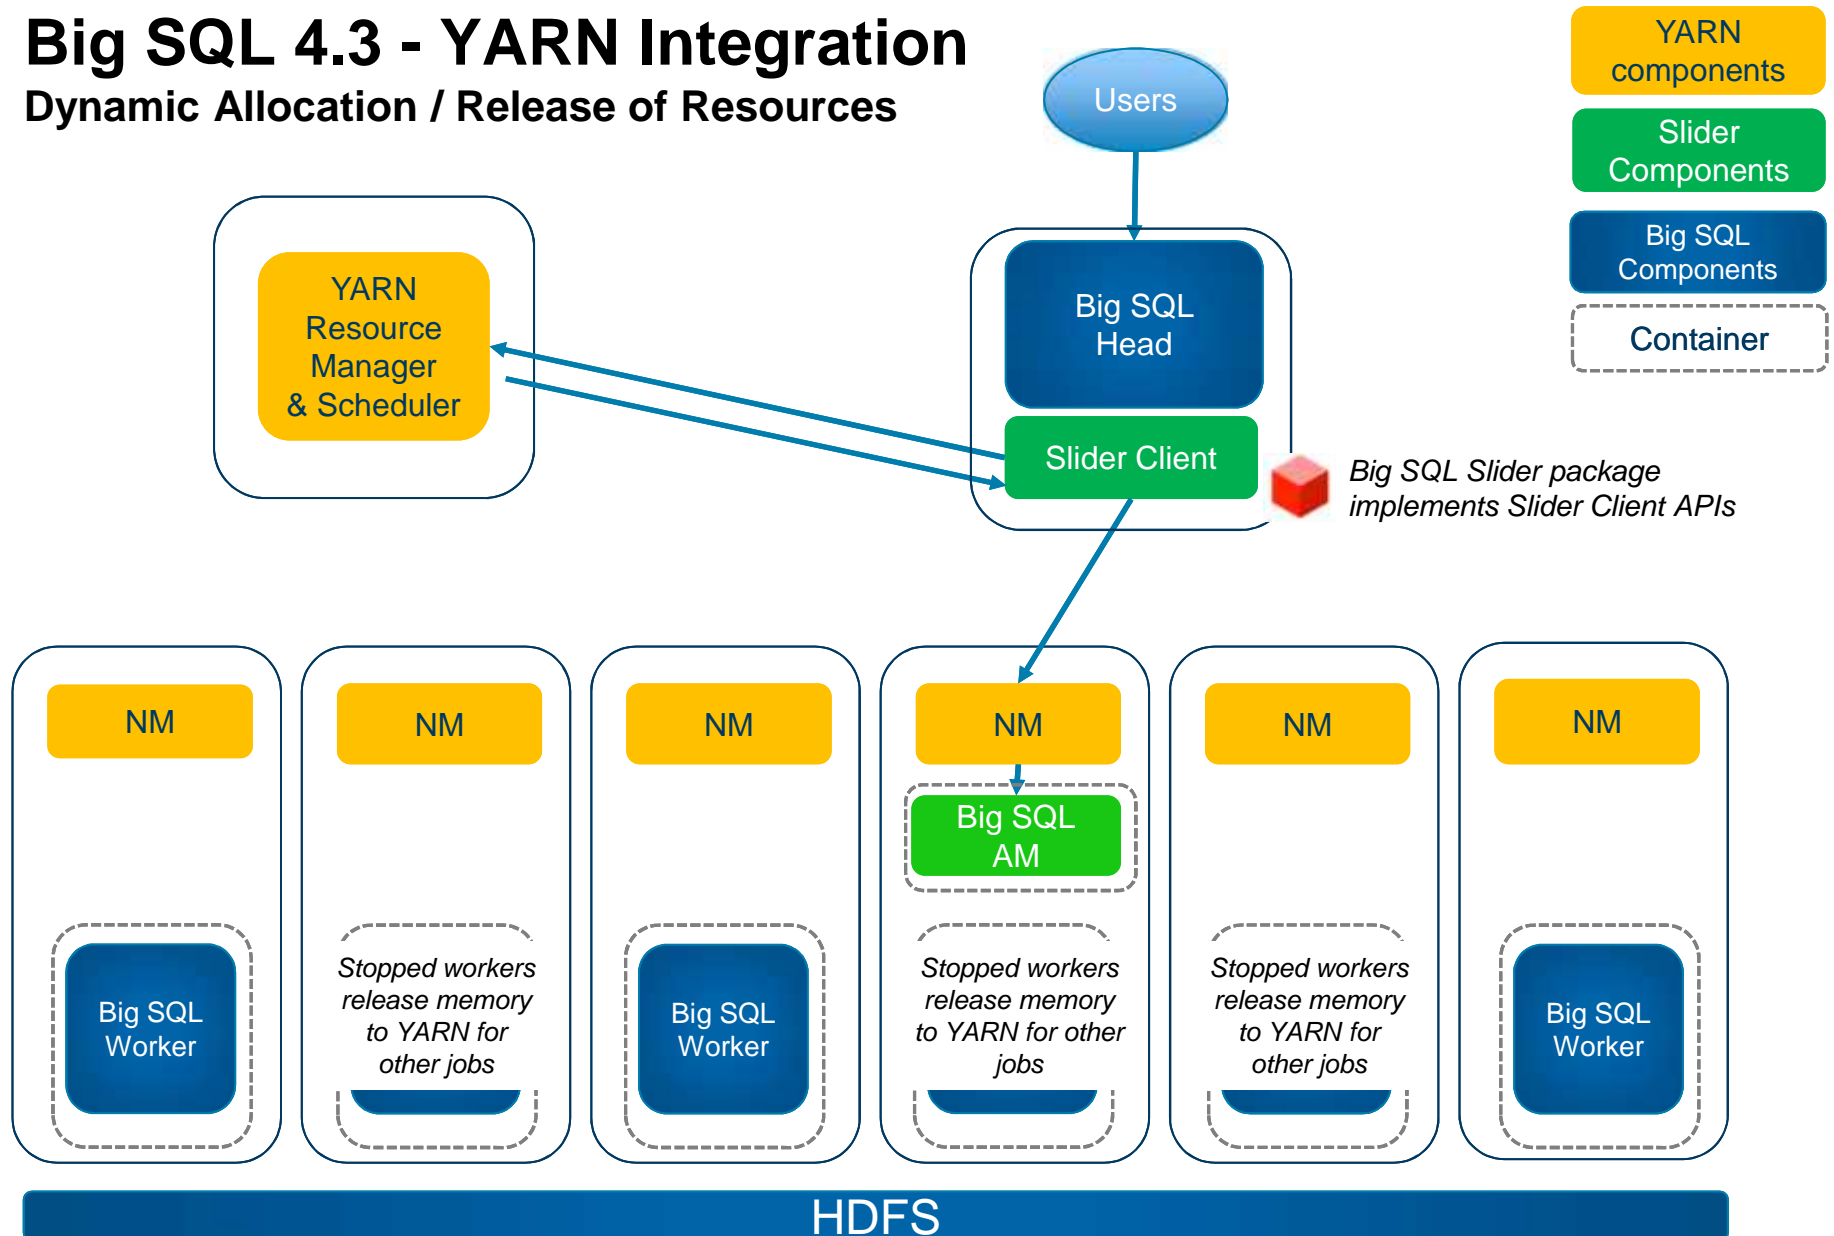 Big SQL 4.3 - YARN Integration
Dynamic Allocation / Release of Resources
Users
YARN
components
Slider
Components
Big SQL
Components
Container
YARN
Resource
Manager
& Scheduler
Big SQL
Head
Slider Client
Big SQL Slider package
implements Slider Client APIs
NM
NM
NM
NM
NM
NM
Big SQL
AM
Big SQL
Worker
Stopped workers
release memory
to YARN for
other jobs
Big SQL
Worker
Stopped workers
release memory
to YARN for other
jobs
Stopped workers
release memory
to YARN for
other jobs
Big SQL
Worker
HDFS